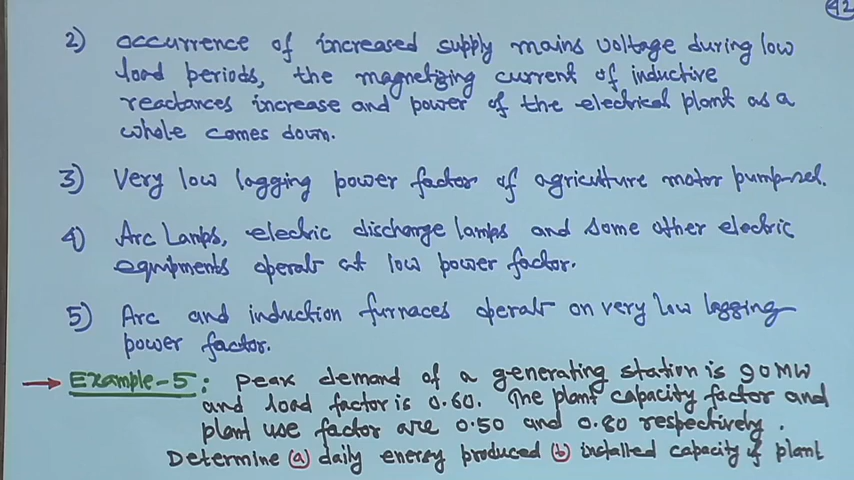 42
2) occurrence of increased supply mains voltage during low
load periods, the magnetizing current of inductive
reactances increase and power of the electrical plant as a
whole comes down.
3) Very low lagging power factor of agriculture motor pump-set.
4) Arc Lamps, electric discharge lamps and some other electric
equipments operat at low power factor.
5) Arc and induction furnaces operat on very low lagging
power factor.
→ Example-5: peak demand of a generating station is 90 MW
and load factor is 0.60. The plant capacity factor and
plant use factor are 0.50 and 0.80 respectively.
Determine (a) daily energy produced (b) installed capacity of plant